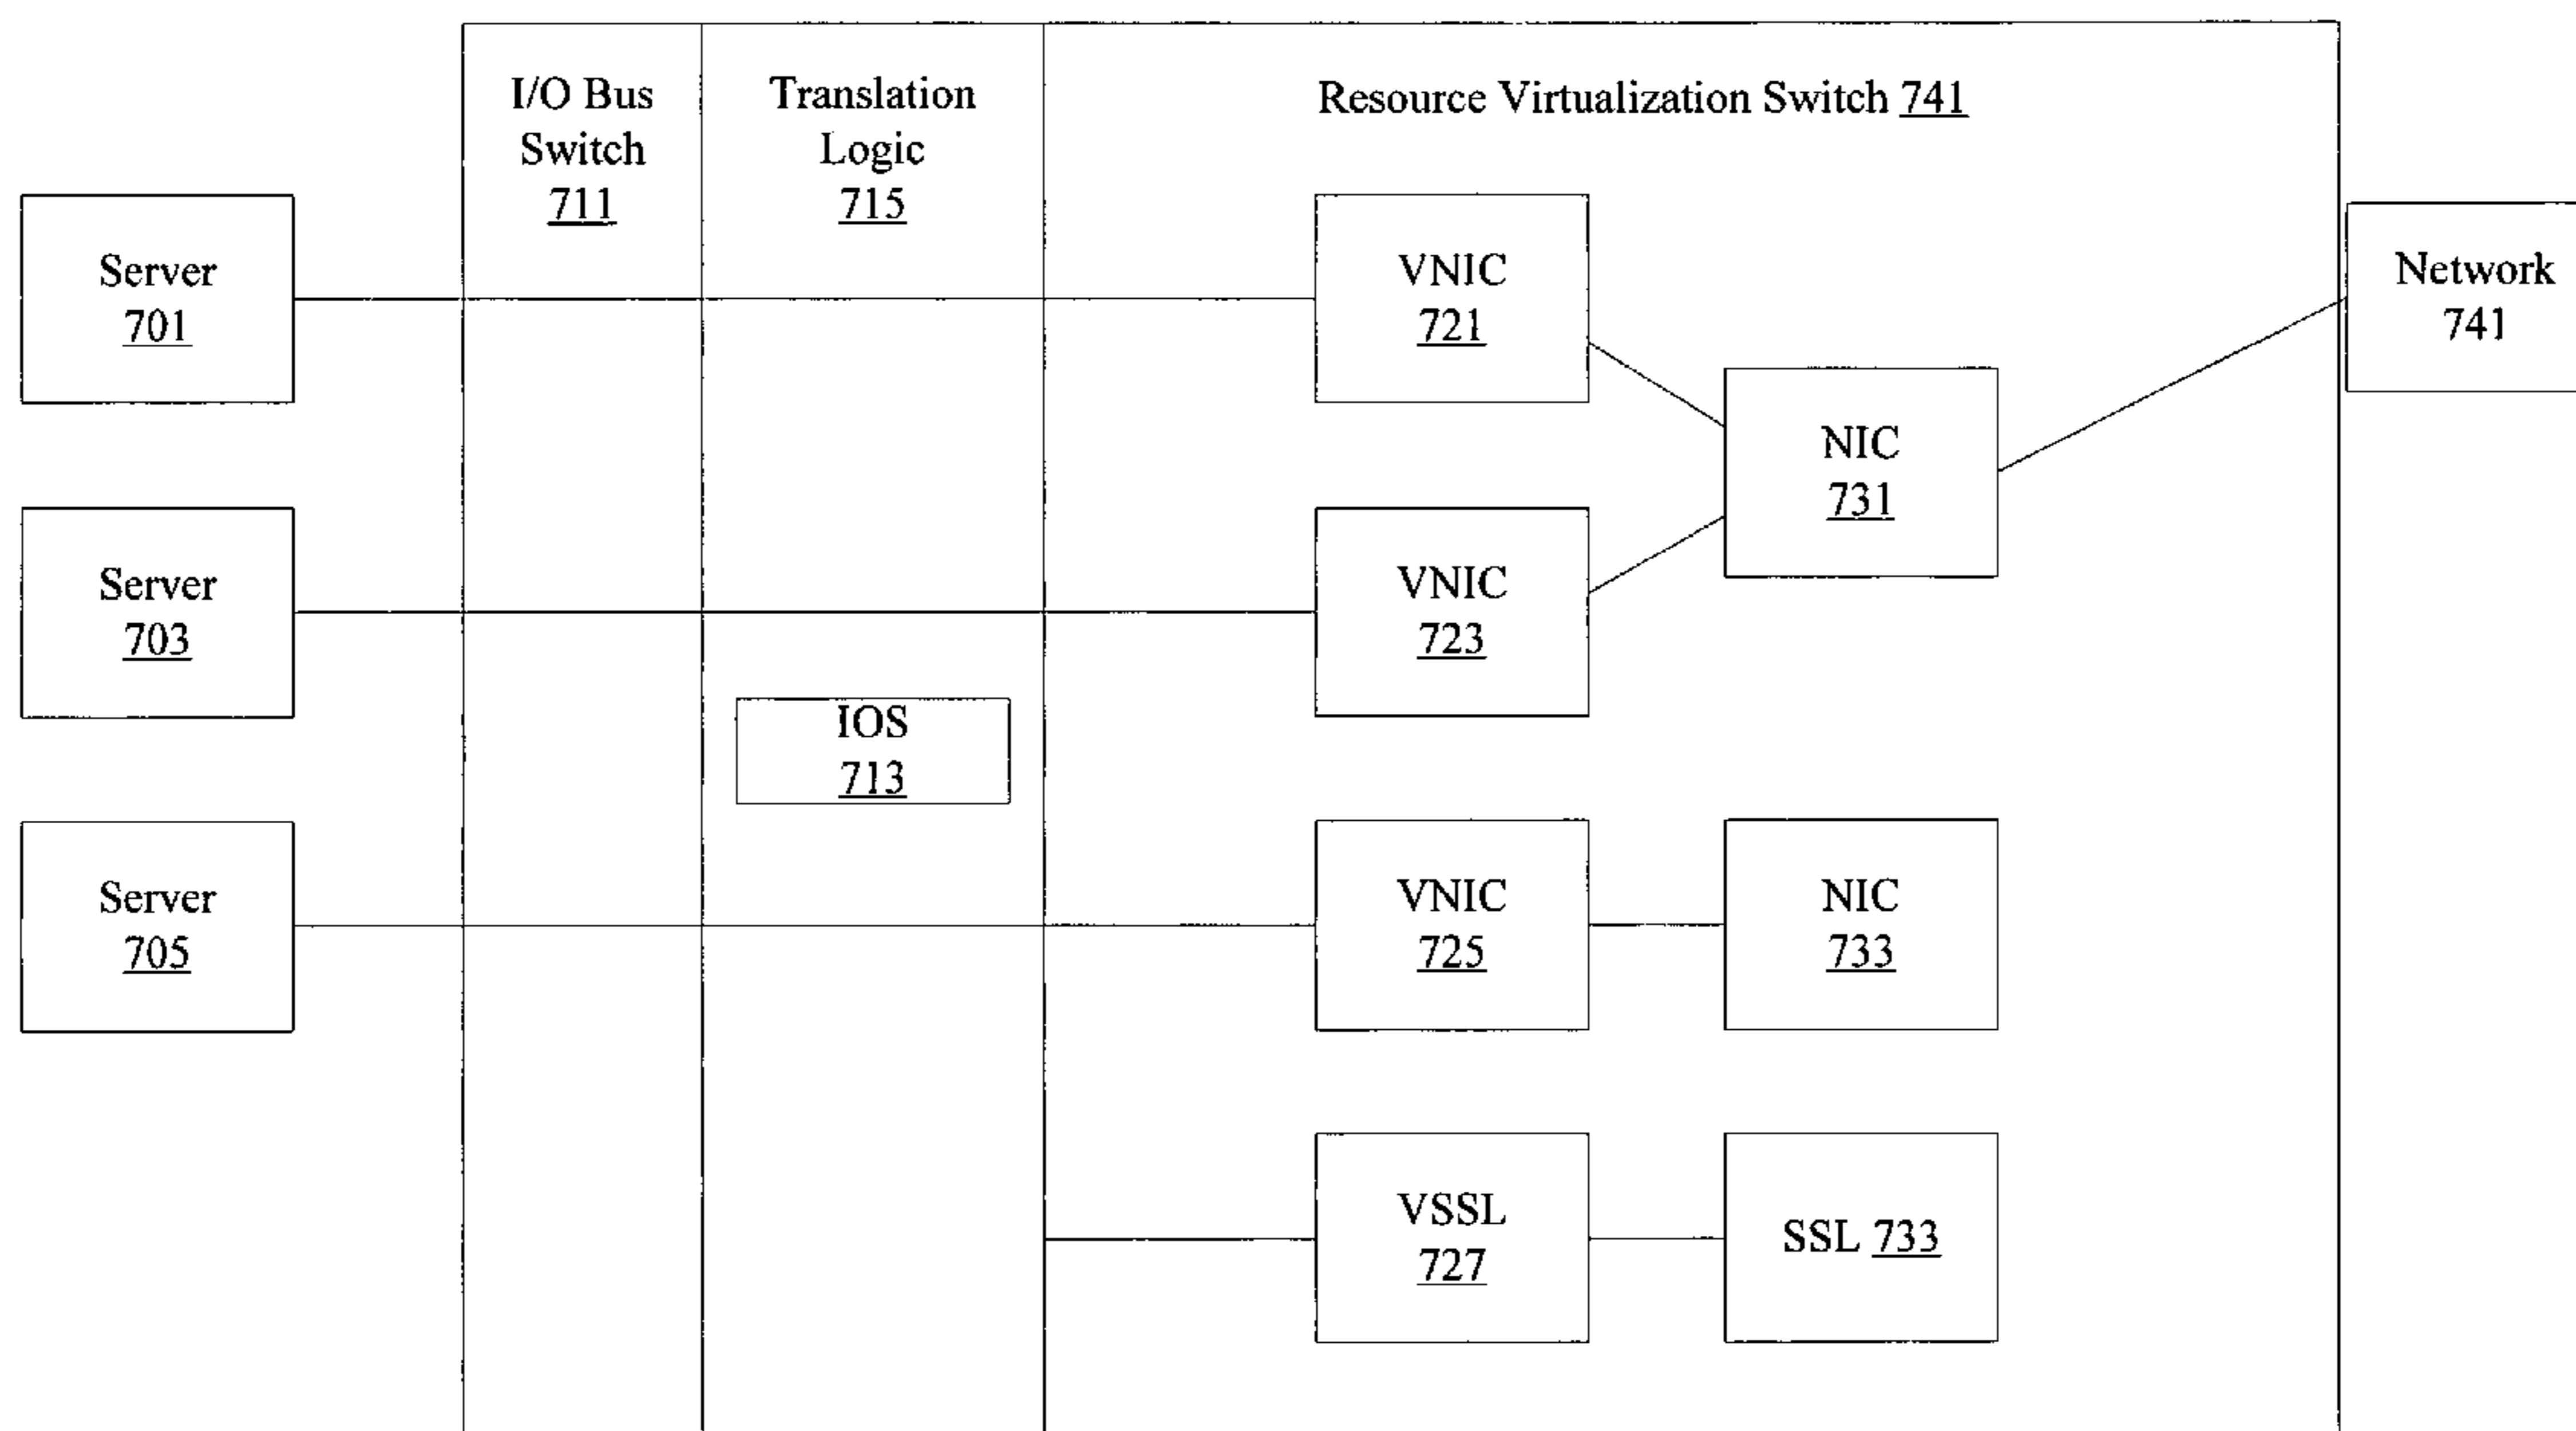 I/O Bus
Switch
711
Translation
Logic
715
Resource Virtualization Switch 741
Server
701
VNIC
721
Network
741
NIC
731
Server
703
VNIC
723
IOS
713
Server
705
VNIC
725
NIC
733
VSSL
727
SSL 733